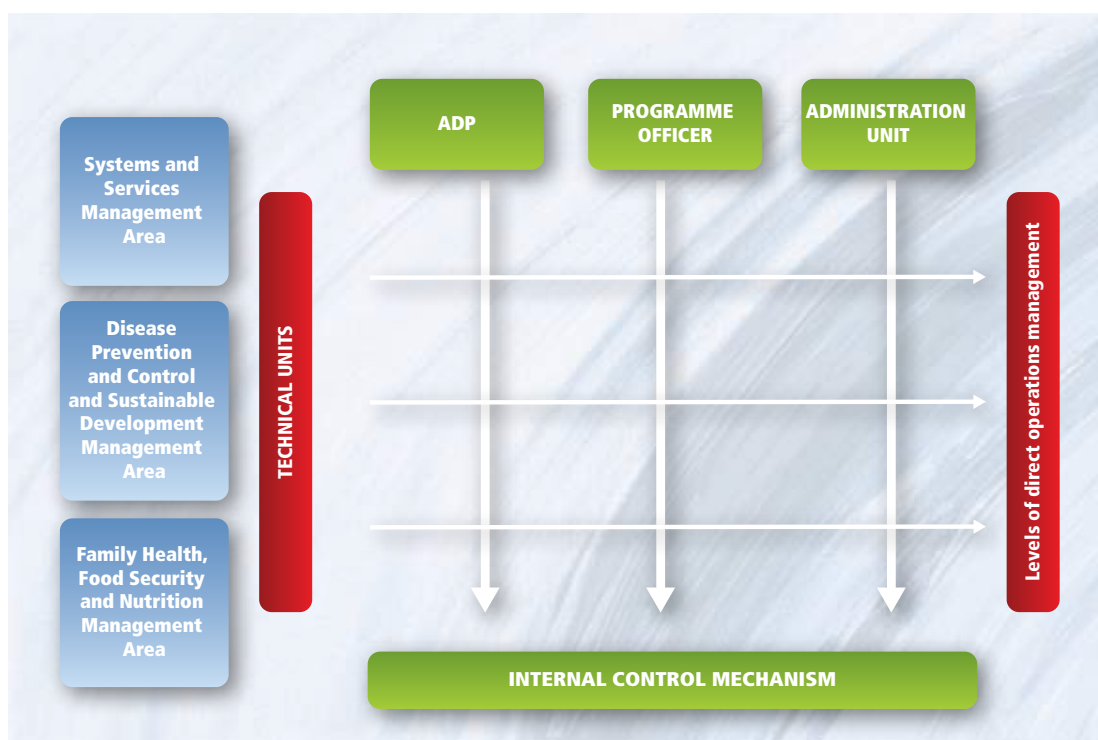 ADP
PROGRAMME
OFFICER
ADMINISTRATION
UNIT
Systems and
Services
Management
Area
Disease
Prevention
and Control
and Sustainable
Development
Management
Area
Family Health,
Food Security
and Nutrition
Management
Area
TECHNICAL UNITS
Levels of direct operations management
INTERNAL CONTROL MECHANISM